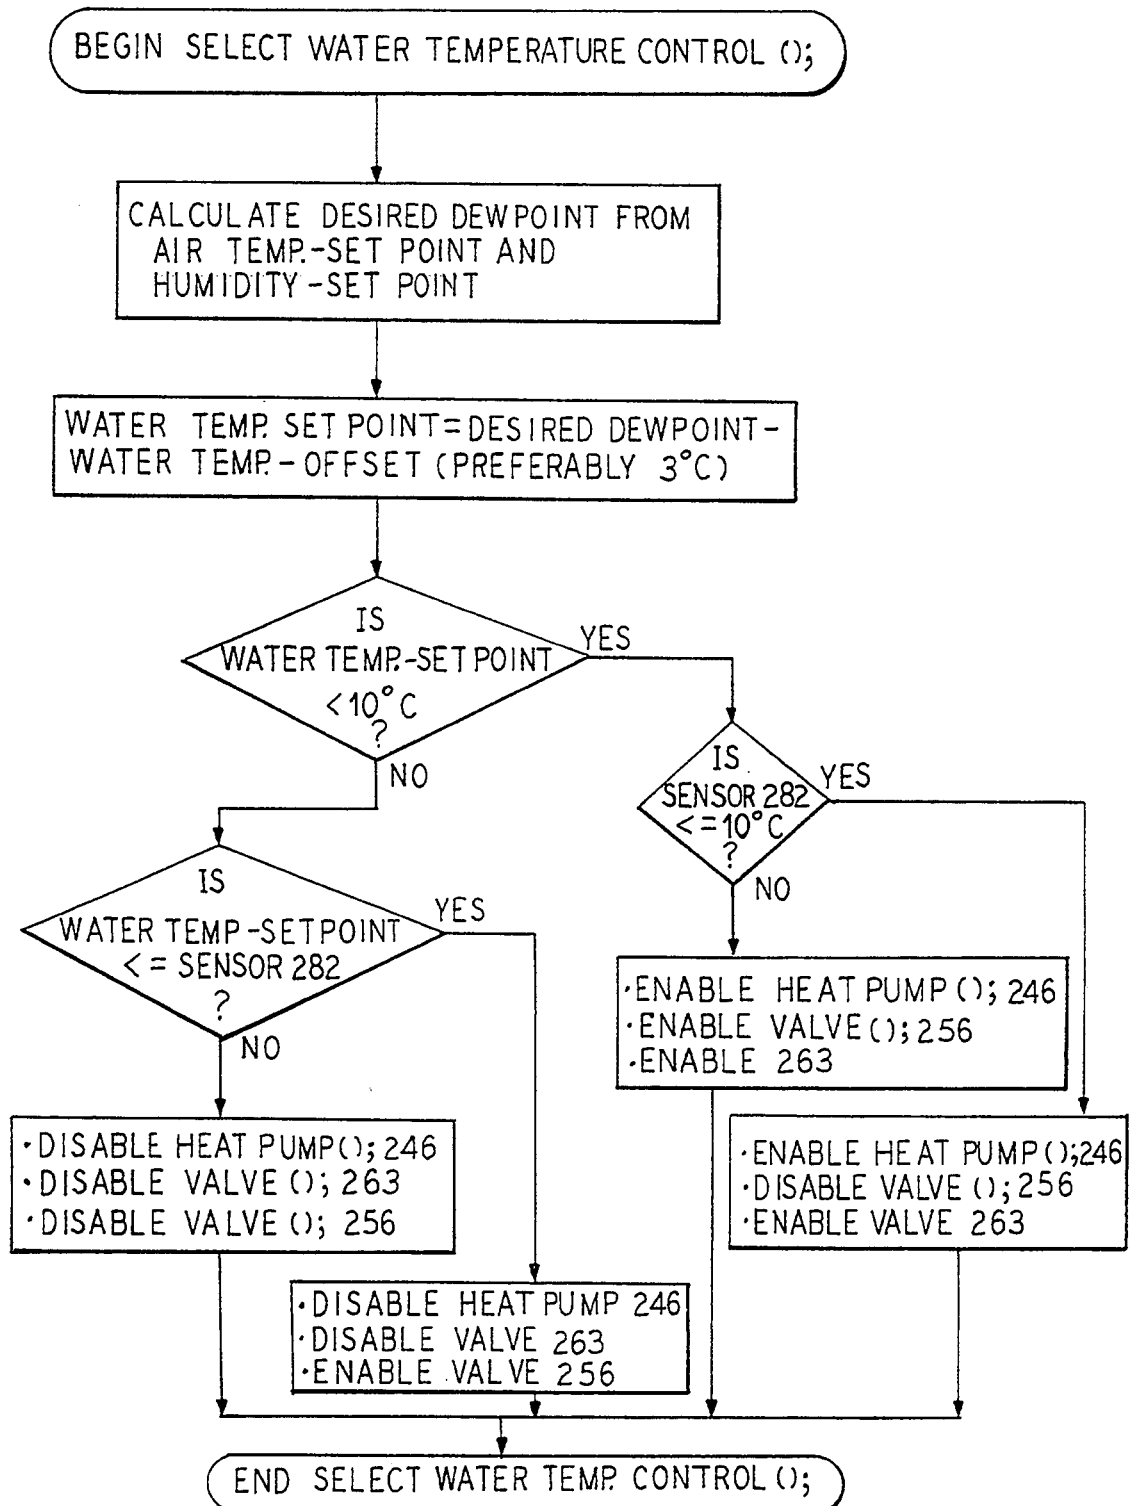 BEGIN SELECT WATER TEMPERATURE CONTROL ();
CALCULATE DESIRED DEWPOINT FROM
AIR TEMP.-SET POINT AND
HUMIDITY-SET POINT
WATER TEMP. SET POINT=DESIRED DEWPOINT-
WATER TEMP.-OFFSET (PREFERABLY 3°C)
IS
WATER TEMP.-SET POINT
<10°C
?
YES
NO
IS
SENSOR 282
<=10°C
?
YES
NO
IS
WATER TEMP-SETPOINT
<= SENSOR 282
?
YES
NO
·ENABLE HEAT PUMP(); 246
·ENABLE VALVE(); 256
·ENABLE 263
·DISABLE HEAT PUMP(); 246
·DISABLE VALVE(); 263
·DISABLE VALVE(); 256
·ENABLE HEAT PUMP();246
·DISABLE VALVE(); 256
·ENABLE VALVE 263
·DISABLE HEAT PUMP 246
·DISABLE VALVE 263
·ENABLE VALVE 256
END SELECT WATER TEMP. CONTROL();